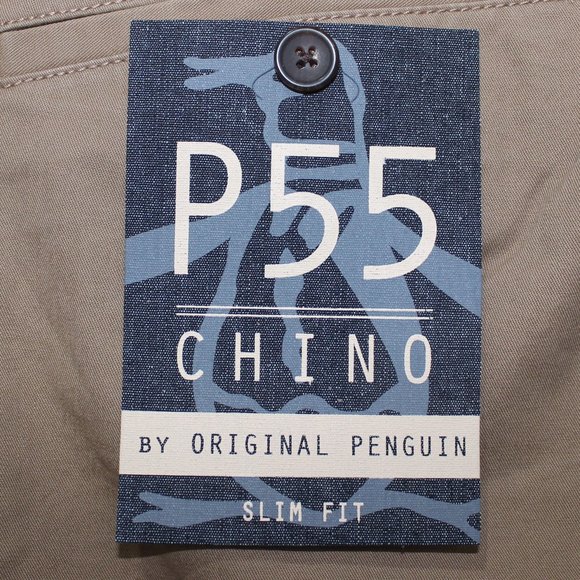 P55
CHINO
BY ORIGINAL PENGUIN
SLIM FIT